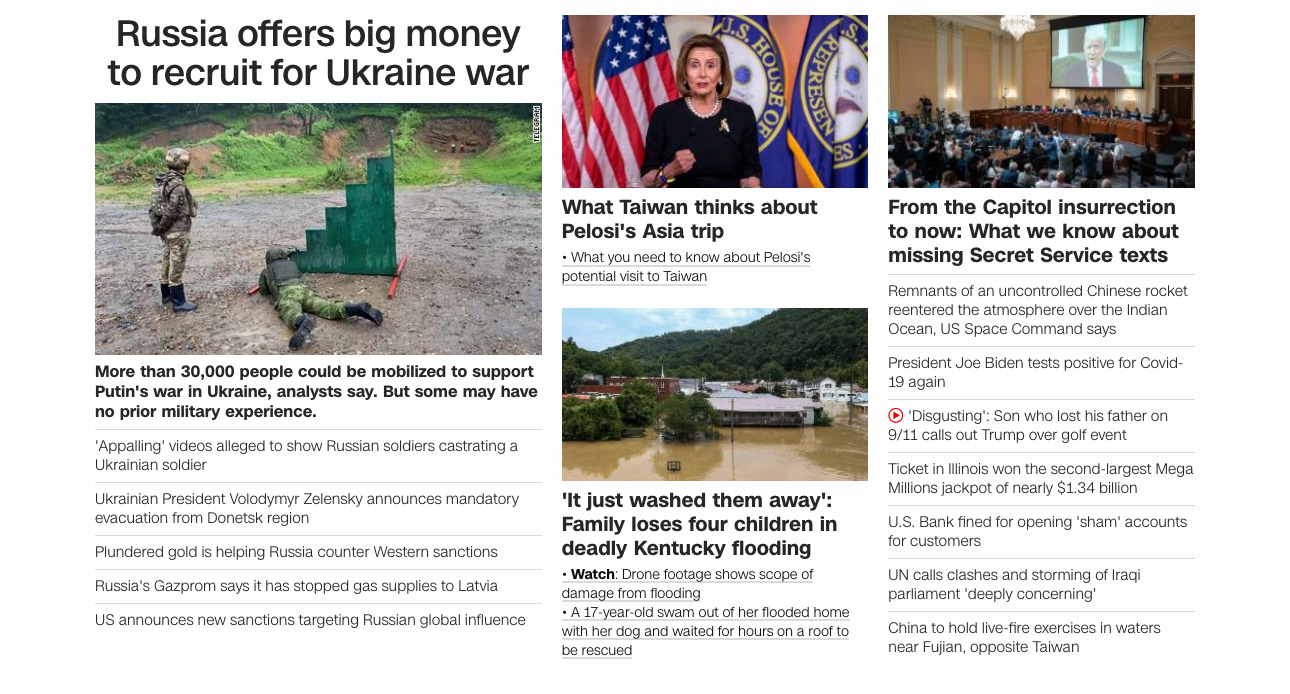 Russia offers big money
to recruit for Ukraine war
TELEGRAM
More than 30,000 people could be mobilized to support
Putin's war in Ukraine, analysts say. But some may have
no prior military experience.
'Appalling' videos alleged to show Russian soldiers castrating a
Ukrainian soldier
Ukrainian President Volodymyr Zelensky announces mandatory
evacuation from Donetsk region
Plundered gold is helping Russia counter Western sanctions
Russia's Gazprom says it has stopped gas supplies to Latvia
US announces new sanctions targeting Russian global influence
U.S. HOUSE OF
REPRESEN
ES
What Taiwan thinks about
Pelosi's Asia trip
• What you need to know about Pelosi's
potential visit to Taiwan
'It just washed them away':
Family loses four children in
deadly Kentucky flooding
• Watch: Drone footage shows scope of
damage from flooding
• A 17-year-old swam out of her flooded home
with her dog and waited for hours on a roof to
be rescued
From the Capitol insurrection
to now: What we know about
missing Secret Service texts
Remnants of an uncontrolled Chinese rocket
reentered the atmosphere over the Indian
Ocean, US Space Command says
President Joe Biden tests positive for Covid-
19 again
'Disgusting': Son who lost his father on
9/11 calls out Trump over golf event
Ticket in Illinois won the second-largest Mega
Millions jackpot of nearly $1.34 billion
U.S. Bank fined for opening 'sham' accounts
for customers
UN calls clashes and storming of Iraqi
parliament 'deeply concerning'
China to hold live-fire exercises in waters
near Fujian, opposite Taiwan